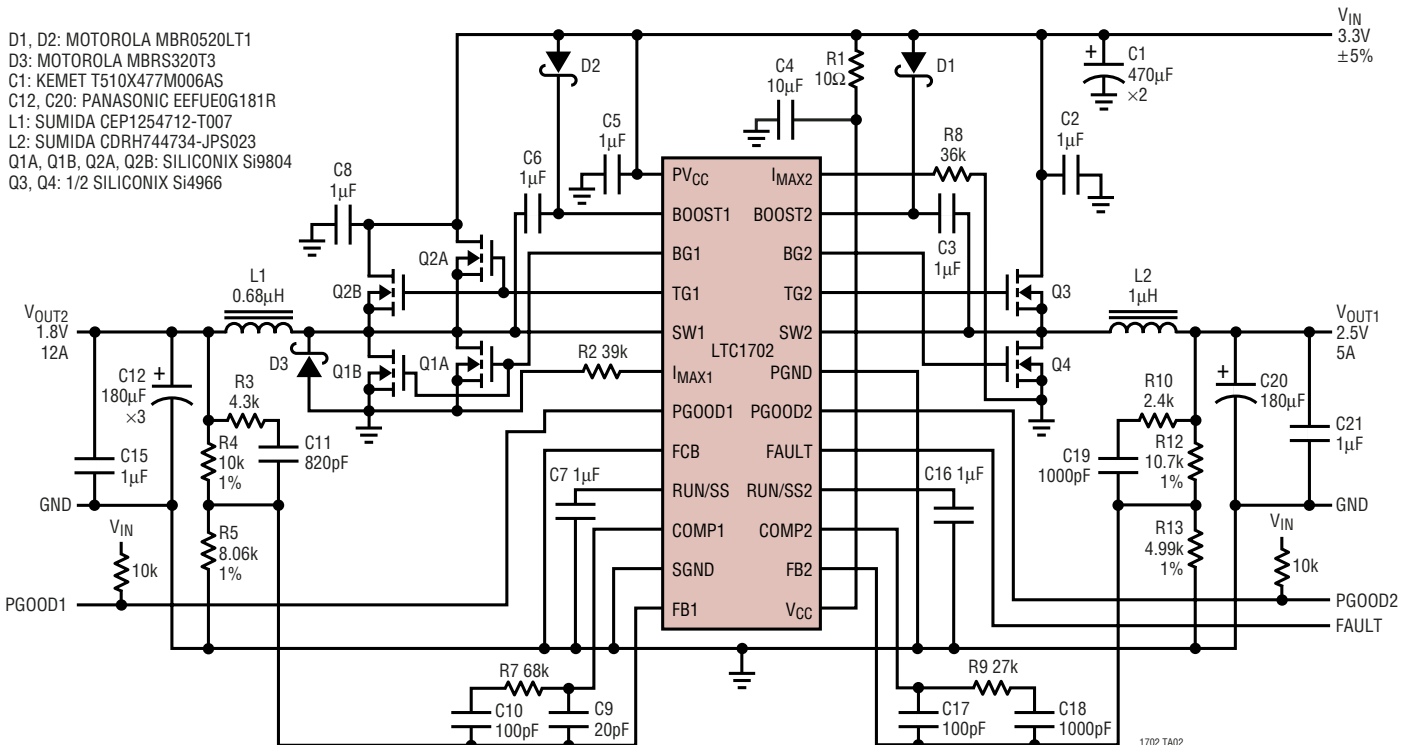 D1, D2: MOTOROLA MBR0520LT1
D3: MOTOROLA MBRS320T3
C1: KEMET T510X477M006AS
C12, C20: PANASONIC EEFUE0G181R
L1: SUMIDA CEP1254712-T007
L2: SUMIDA CDRH744734-JPS023
Q1A, Q1B, Q2A, Q2B: SILICONIX Si9804
Q3, Q4: 1/2 SILICONIX Si4966
VIN
3.3V
±5%
D2
C4
10µF
R1
10Ω
D1
C1
470µF
×2
+
C5
1µF
C6
1µF
C8
1µF
R8
36k
C2
1µF
C3
1µF
Q2A
Q2B
Q1B
Q1A
Q3
Q4
L1
0.68µH
L2
1µH
VOUT2
1.8V
12A
VOUT1
2.5V
5A
D3
R2 39k
LTC1702
PVCC
BOOST1
BG1
TG1
SW1
IMAX1
PGOOD1
FCB
RUN/SS
COMP1
SGND
FB1
IMAX2
BOOST2
BG2
TG2
SW2
PGND
PGOOD2
FAULT
RUN/SS2
COMP2
FB2
VCC
+
C12
180µF
×3
R3
4.3k
R4
10k
1%
C11
820pF
C15
1µF
GND
R5
8.06k
1%
VIN
10k
PGOOD1
C7 1µF
C16 1µF
R10
2.4k
+
C20
180µF
C21
1µF
C19
1000pF
R12
10.7k
1%
GND
R13
4.99k
1%
VIN
10k
PGOOD2
FAULT
R7 68k
C10
100pF
C9
20pF
R9 27k
C17
100pF
C18
1000pF
1702 TA02